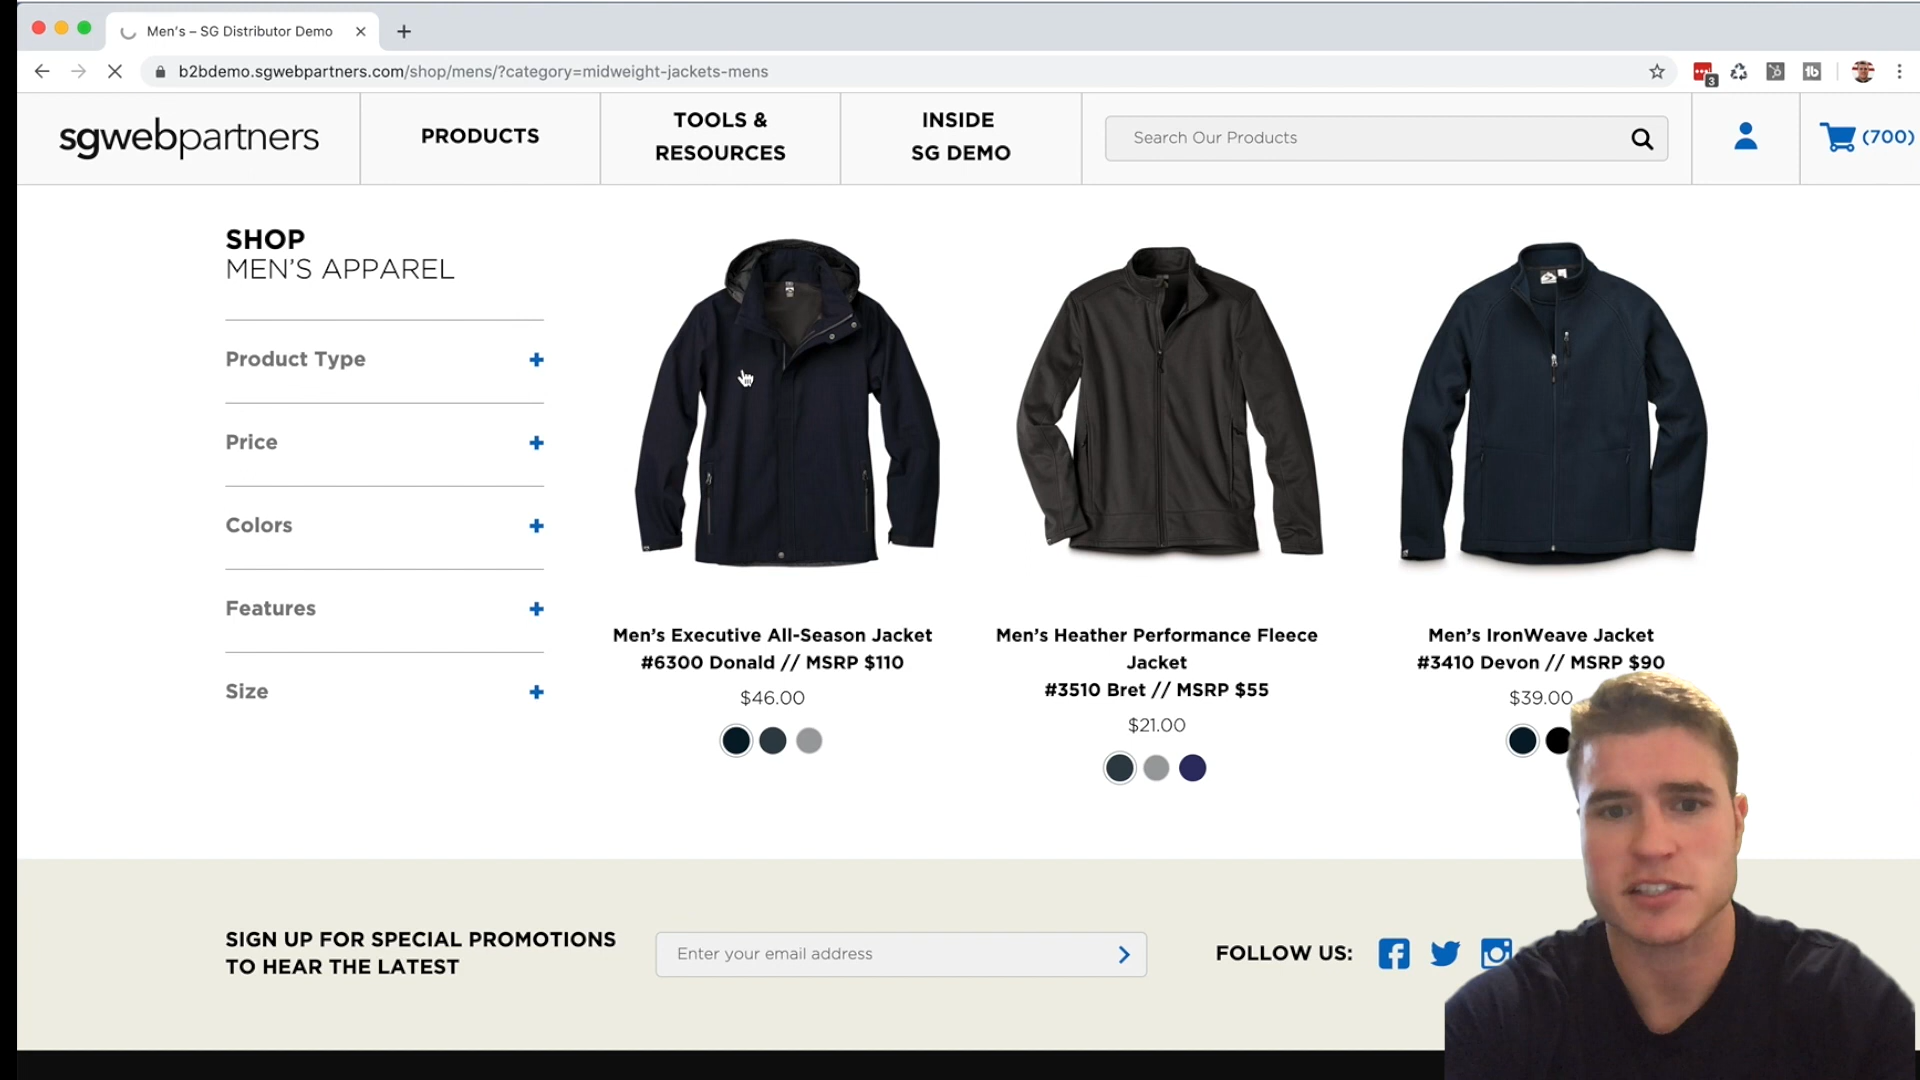 Men's – SG Distributor Demo
b2bdemo.sgwebpartners.com/shop/mens/?category=midweight-jackets-mens
3
tb
sgwebpartners
PRODUCTS
TOOLS &
RESOURCES
INSIDE
SG DEMO
Search Our Products
(700)
SHOP
MEN'S APPAREL
Product Type
Price
Colors
Features
Size
Men's Executive All-Season Jacket
#6300 Donald // MSRP $110
$46.00
Men's Heather Performance Fleece
Jacket
#3510 Bret // MSRP $55
$21.00
Men's IronWeave Jacket
#3410 Devon // MSRP $90
$39.00
SIGN UP FOR SPECIAL PROMOTIONS
TO HEAR THE LATEST
Enter your email address
FOLLOW US: